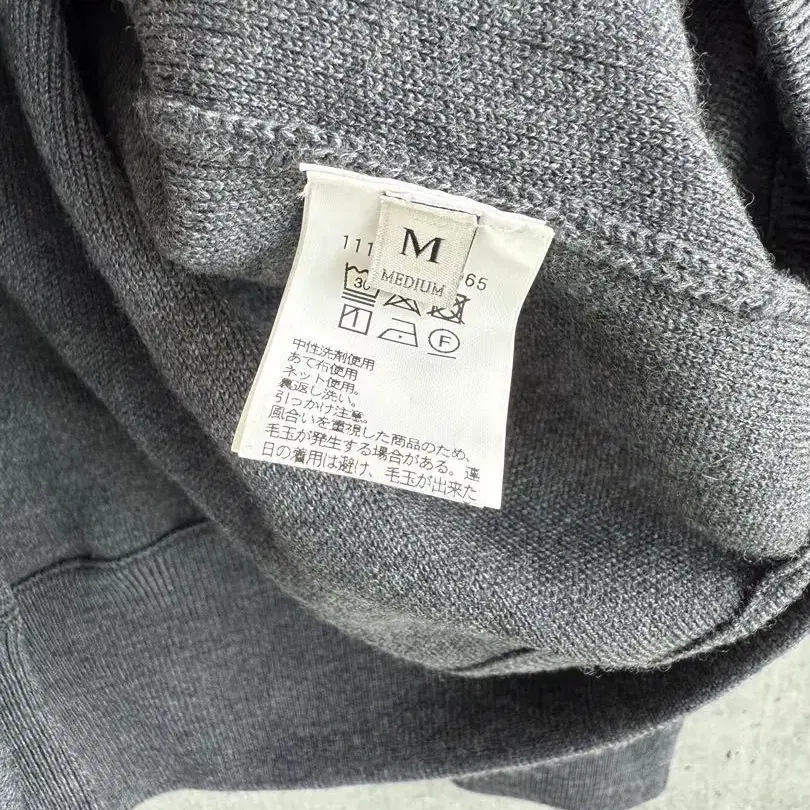 M
MEDIUM
111
65
30
F
中性洗剤使用
あて布使用
ネット使用。
裏返し洗い。
引っかけ注意。
風合いを重視した商品のため、
毛玉が発生する場合がある。連
日の着用は避け、毛玉が出来た